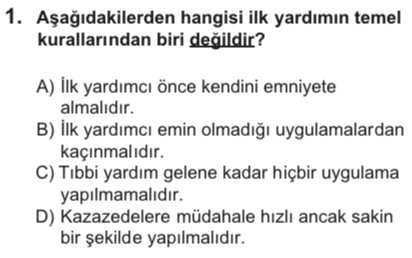 1. Aşağıdakilerden hangisi ilk yardımın temel
kurallarından biri değildir?
A) İlk yardımcı önce kendini emniyete
almalıdır.
B) İlk yardımcı emin olmadığı uygulamalardan
kaçınmalıdır.
C) Tıbbi yardım gelene kadar hiçbir uygulama
yapılmamalıdır.
D) Kazazedelere müdahale hızlı ancak sakin
bir şekilde yapılmalıdır.